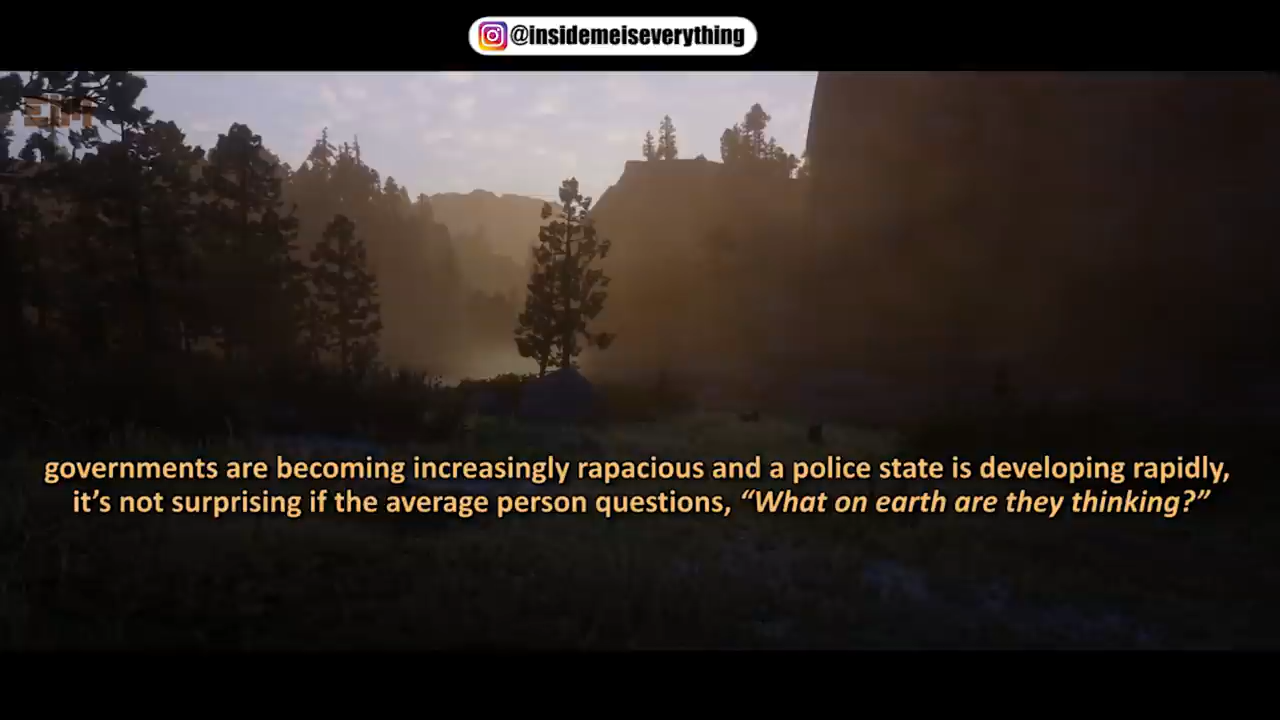 @insidemeiseverything
EIM
governments are becoming increasingly rapacious and a police state is developing rapidly,
it’s not surprising if the average person questions, “What on earth are they thinking?”